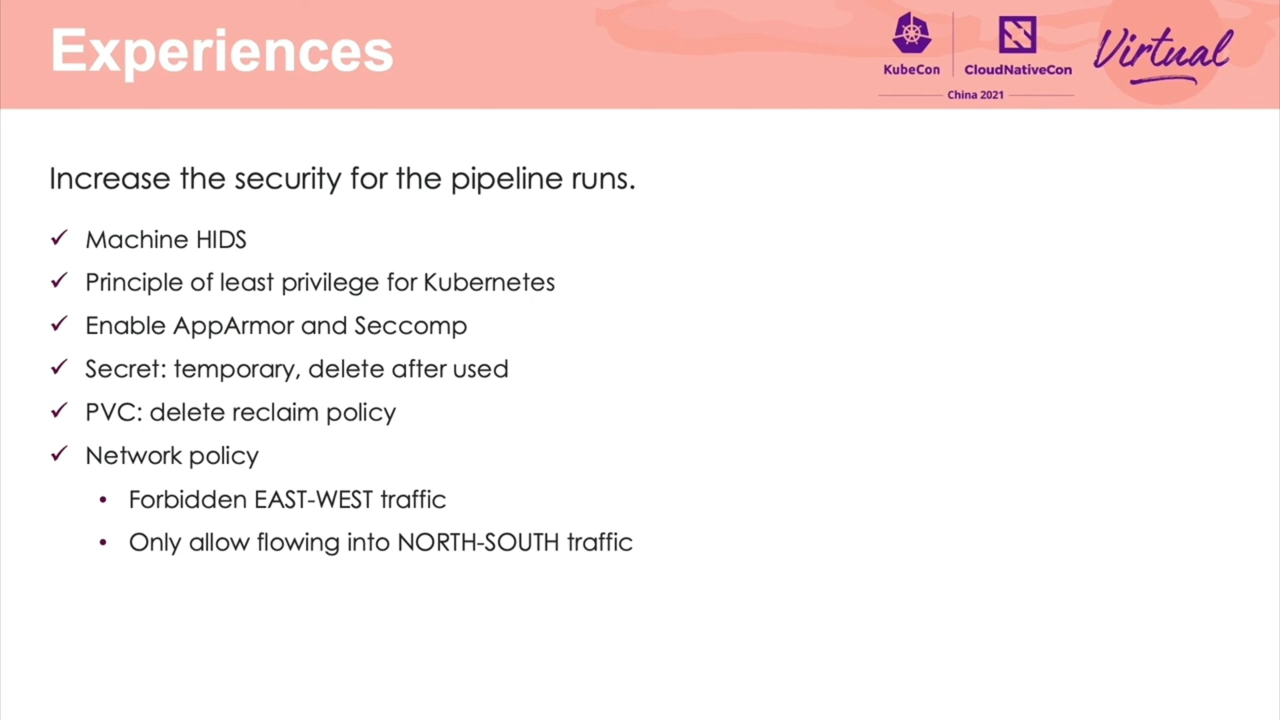 Experiences
KubeCon
CloudNativeCon
China 2021
Virtual
Increase the security for the pipeline runs.
✓ Machine HIDS
✓ Principle of least privilege for Kubernetes
✓ Enable AppArmor and Seccomp
✓ Secret: temporary, delete after used
✓ PVC: delete reclaim policy
✓ Network policy
• Forbidden EAST-WEST traffic
• Only allow flowing into NORTH-SOUTH traffic